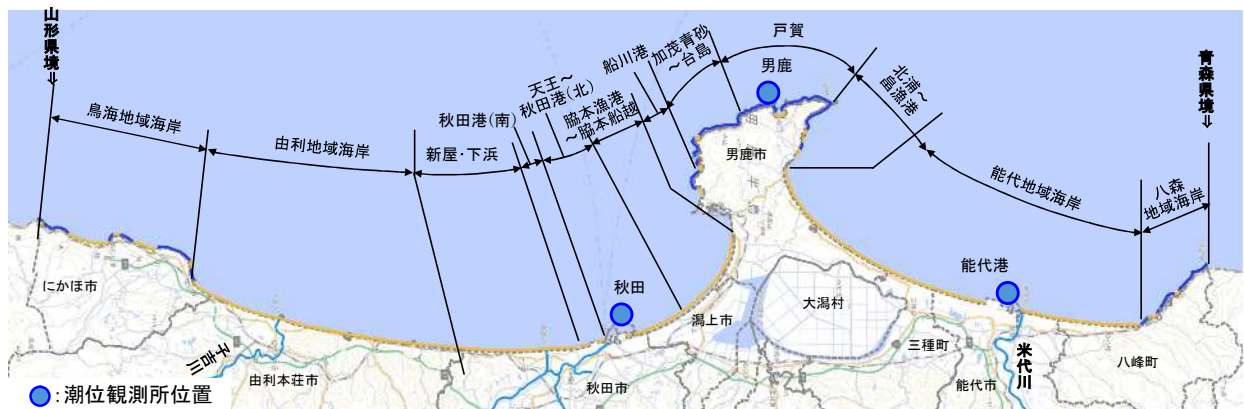 山形県境⇒
鳥海地域海岸
由利地域海岸
新屋・下浜
秋田港(南)
秋田港(北)
天王～
脇本漁港
～脇本船越
船川港
加茂青砂
～台島
戸賀
男鹿
北浦～
畠漁港
能代地域海岸
八森
地域海岸
青森県境⇒
男鹿市
秋田
能代港
にかほ市
子吉川
由利本荘市
秋田市
潟上市
大潟村
三種町
能代市
米代川
八峰町
:潮位観測所位置